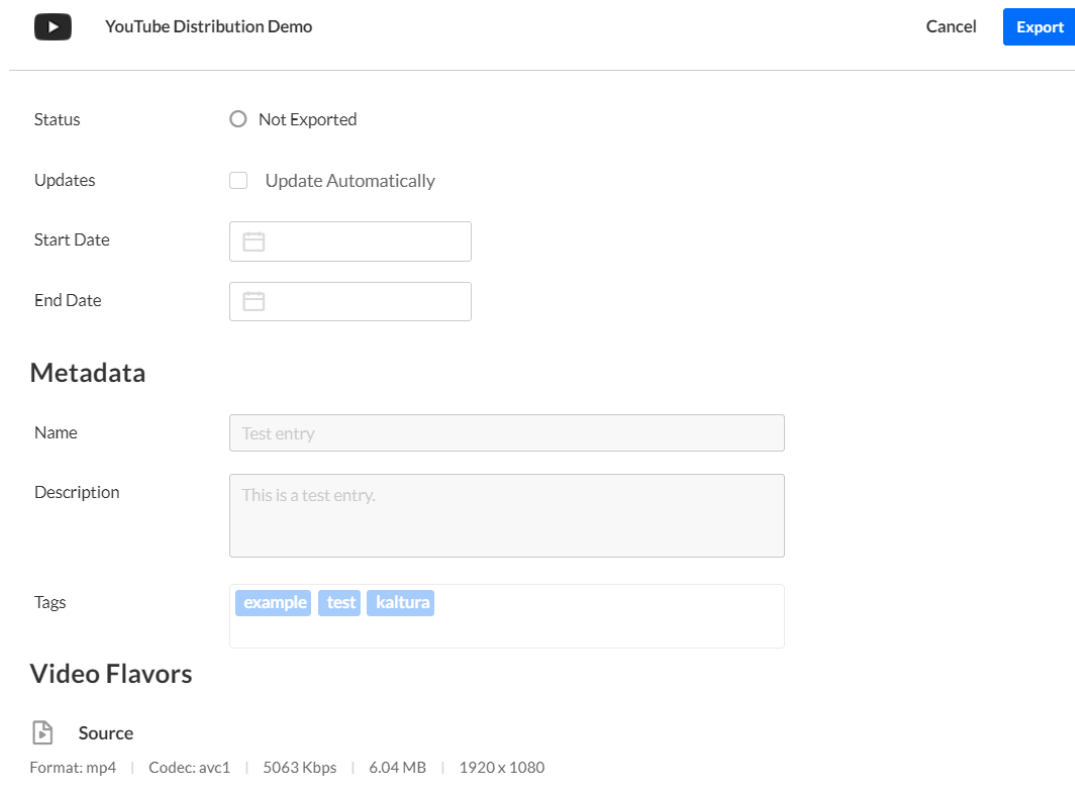 YouTube Distribution Demo Cancel Export
Status Not Exported
Updates Update Automatically
Start Date
End Date
Metadata
Name Test entry
Description This is a test entry.
Tags example test kaltura
Video Flavors
Source
Format: mp4 | Codec: avc1 | 5063 Kbps | 6.04 MB | 1920 x 1080